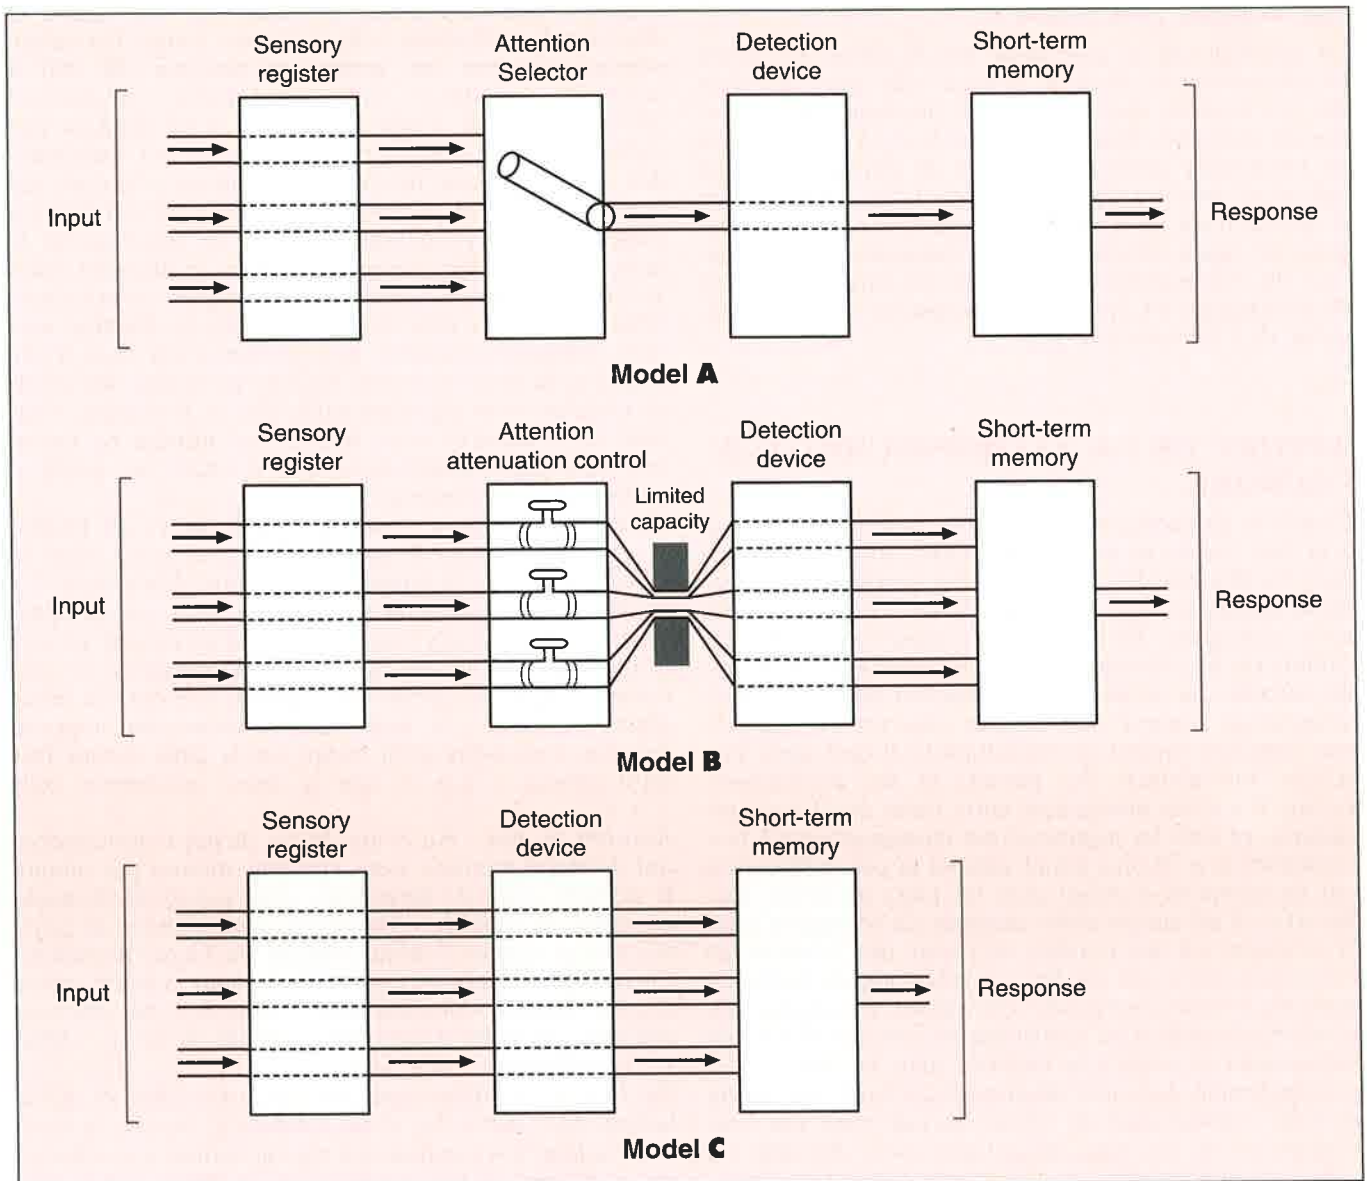 Sensory register
Attention Selector
Detection device
Short-term memory
Input
Response
Model A
Sensory register
Attention attenuation control
Limited capacity
Detection device
Short-term memory
Input
Response
Model B
Sensory register
Detection device
Short-term memory
Input
Response
Model C